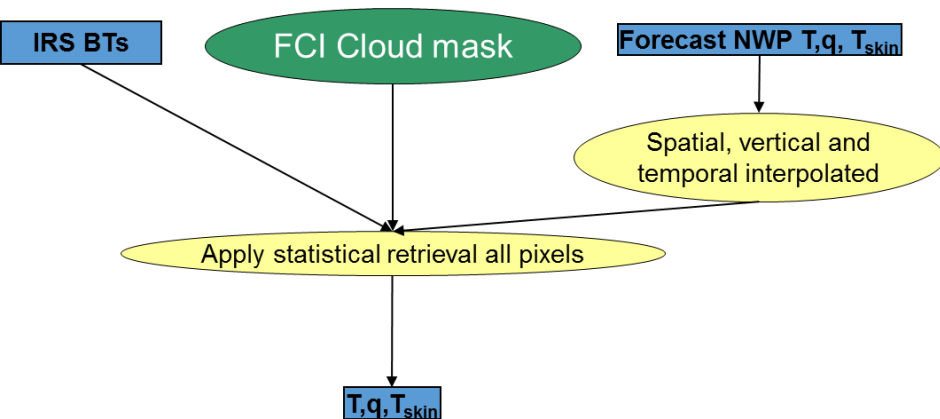 IRS BTs
FCI Cloud mask
Forecast NWP T,q, Tskin
Spatial, vertical and
temporal interpolated
Apply statistical retrieval all pixels
T,q,Tskin